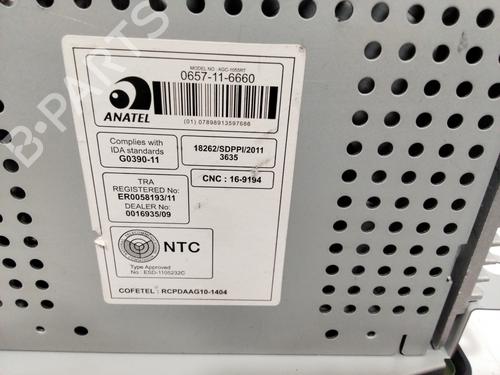 B-PARTS
MODEL NO : AGC-1055RT
0657-11-6660
ANATEL
(01) 07898913597686
Complies with
IDA standards
G0390-11
18262/SDPPI/2011
3635
CNC : 16-9194
TRA
REGISTERED No:
ER0058193/11
DEALER No:
0016935/09
NTC
Type Approved
No : ESD-1105232C
COFETEL : RCPDAAG10-1404